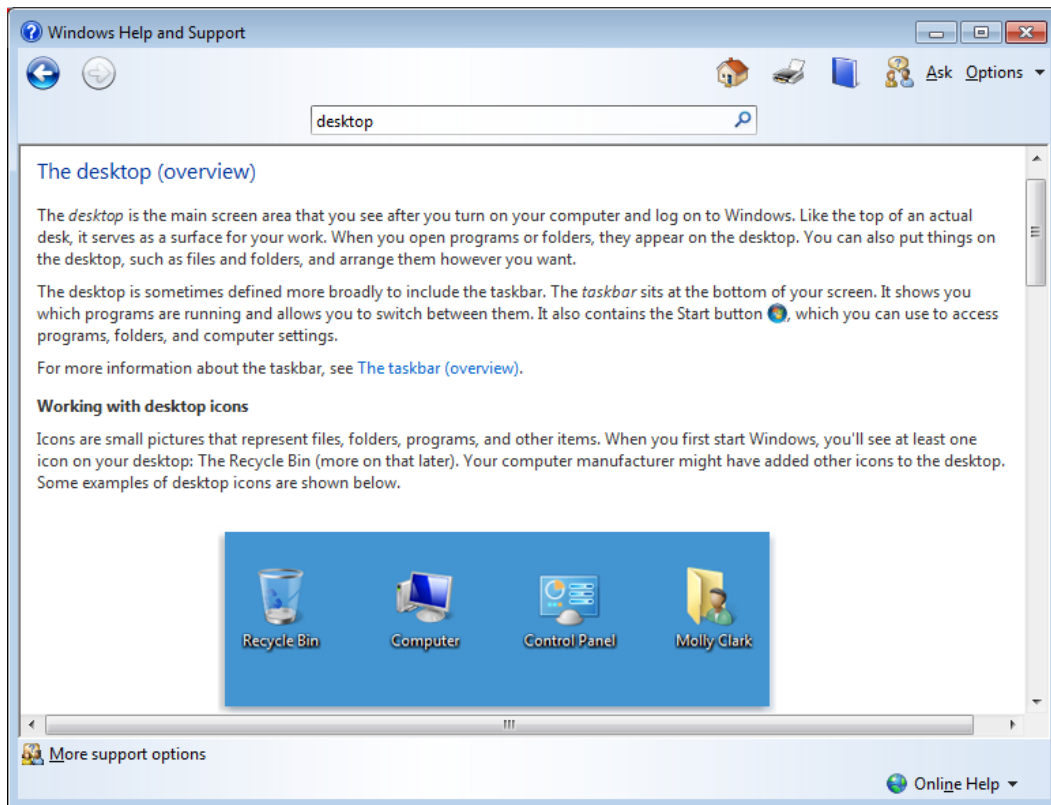 Windows Help and Support
Ask Options
desktop
The desktop (overview)
The desktop is the main screen area that you see after you turn on your computer and log on to Windows. Like the top of an actual
desk, it serves as a surface for your work. When you open programs or folders, they appear on the desktop. You can also put things on
the desktop, such as files and folders, and arrange them however you want.
The desktop is sometimes defined more broadly to include the taskbar. The taskbar sits at the bottom of your screen. It shows you
which programs are running and allows you to switch between them. It also contains the Start button , which you can use to access
programs, folders, and computer settings.
For more information about the taskbar, see The taskbar (overview).
Working with desktop icons
Icons are small pictures that represent files, folders, programs, and other items. When you first start Windows, you'll see at least one
icon on your desktop: The Recycle Bin (more on that later). Your computer manufacturer might have added other icons to the desktop.
Some examples of desktop icons are shown below.
Recycle Bin Computer Control Panel Molly Clark
More support options
Online Help